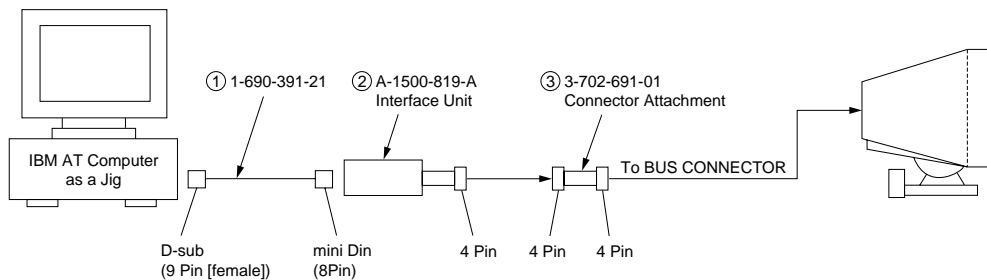 ① 1-690-391-21
② A-1500-819-A
Interface Unit
③ 3-702-691-01
Connector Attachment
IBM AT Computer
as a Jig
To BUS CONNECTOR
D-sub
(9 Pin [female])
mini Din
(8Pin)
4 Pin
4 Pin
4 Pin